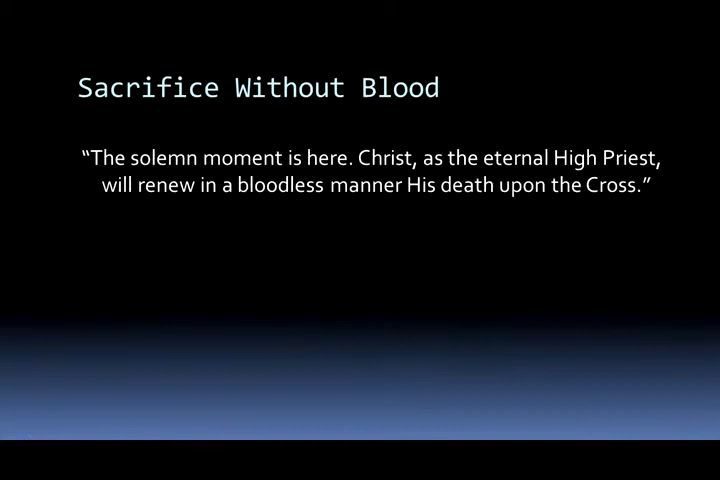 Sacrifice Without Blood
“The solemn moment is here. Christ, as the eternal High Priest,
will renew in a bloodless manner His death upon the Cross.”